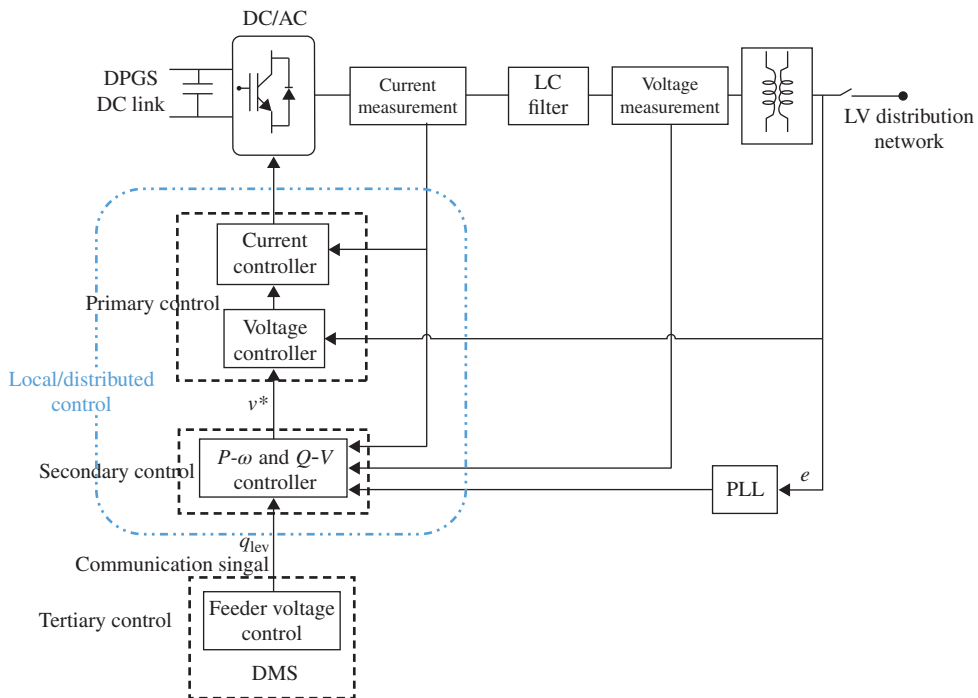 DC/AC
DPGS
DC link
Current
measurement
LC
filter
Voltage
measurement
LV distribution
network
Current
controller
Primary control
Voltage
controller
Local/distributed
control
v*
Secondary control
P-ω and Q-V
controller
PLL
e
q_lev
Communication singal
Tertiary control
Feeder voltage
control
DMS